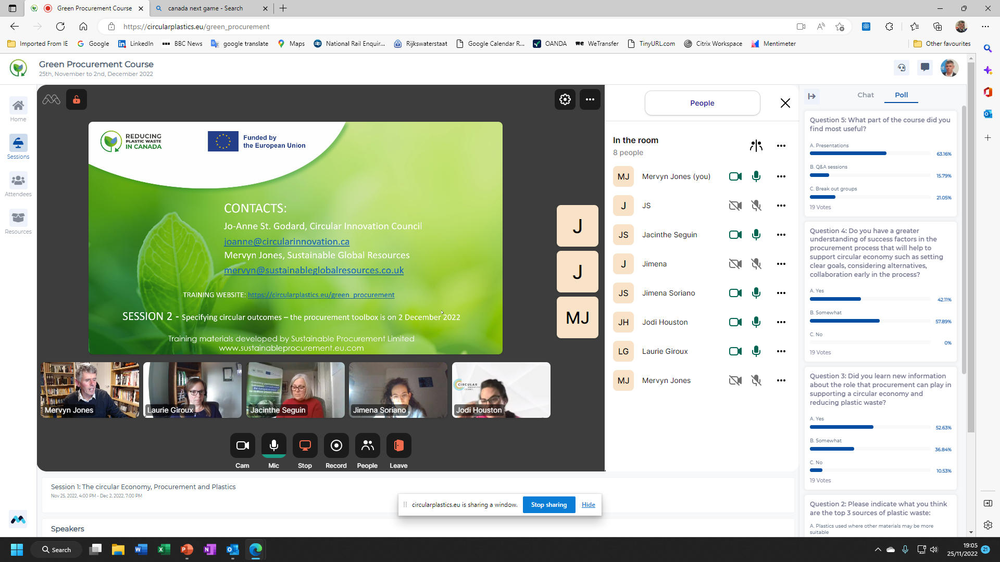 Green Procurement Course
canada next game - Search
https://circularplastics.eu/green_procurement
Imported From IE
Google
LinkedIn
BBC News
google translate
Maps
National Rail Enquir...
Rijkswaterstaat
Google Calendar R...
OANDA
WeTransfer
TinyURL.com
Citrix Workspace
Mentimeter
Other favourites
Green Procurement Course
25th, November to 2nd, December 2022
Home
Sessions
Attendees
Resources
REDUCING
PLASTIC WASTE
IN CANADA
Funded by
the European Union
CONTACTS:
Jo-Anne St. Godard, Circular Innovation Council
joanne@circularinnovation.ca
Mervyn Jones, Sustainable Global Resources
mervyn@sustainableglobalresources.co.uk
TRAINING WEBSITE: https://circularplastics.eu/green_procurement
SESSION 2 - Specifying circular outcomes – the procurement toolbox is on 2 December 2022
Training materials developed by Sustainable Procurement Limited
www.sustainableprocurement.eu.com
J
J
MJ
Mervyn Jones
Laurie Giroux
Jacinthe Seguin
Jimena Soriano
CIRCULAR
Jodi Houston
Cam
Mic
Stop
Record
People
Leave
People
In the room
8 people
MJ Mervyn Jones (you)
J JS
JS Jacinthe Seguin
J Jimena
JS Jimena Soriano
JH Jodi Houston
LG Laurie Giroux
MJ Mervyn Jones
Chat
Poll
Question 5: What part of the course did you
find most useful?
A. Presentations
63.16%
B. Q&A sessions
15.79%
C. Break out groups
21.05%
19 Votes
Question 4: Do you have a greater
understanding of success factors in the
procurement process that will help to
support circular economy such as setting
clear goals, considering alternatives,
collaboration early in the process?
A. Yes
42.11%
B. Somewhat
57.89%
C. No
0%
19 Votes
Question 3: Did you learn new information
about the role that procurement can play in
supporting a circular economy and
reducing plastic waste?
A. Yes
52.63%
B. Somewhat
36.84%
C. No
10.53%
19 Votes
Question 2: Please indicate what you think
are the top 3 sources of plastic waste:
A. Plastics used where other materials may be more
suitable
Session 1: The circular Economy, Procurement and Plastics
Nov 25, 2022, 4:00 PM - Dec 2, 2022, 7:00 PM
circularplastics.eu is sharing a window.
Stop sharing
Hide
Speakers
Search
19:05
25/11/2022
21